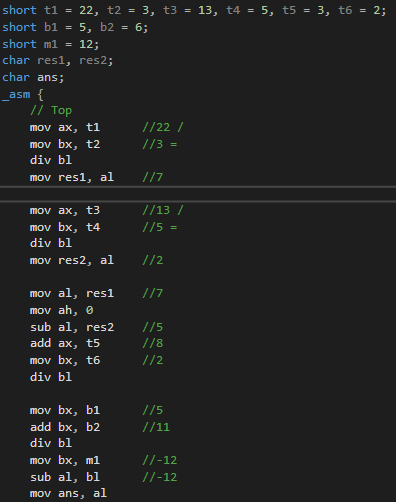 short t1 = 22, t2 = 3, t3 = 13, t4 = 5, t5 = 3, t6 = 2;
short b1 = 5, b2 = 6;
short m1 = 12;
char res1, res2;
char ans;
_asm {
// Top
mov ax, t1 //22 /
mov bx, t2 //3 =
div bl
mov res1, al //7
mov ax, t3 //13 /
mov bx, t4 //5 =
div bl
mov res2, al //2
mov al, res1 //7
mov ah, 0
sub al, res2 //5
add ax, t5 //8
mov bx, t6 //2
div bl
mov bx, b1 //5
add bx, b2 //11
div bl
mov bx, m1 //-12
sub al, bl //-12
mov ans, al